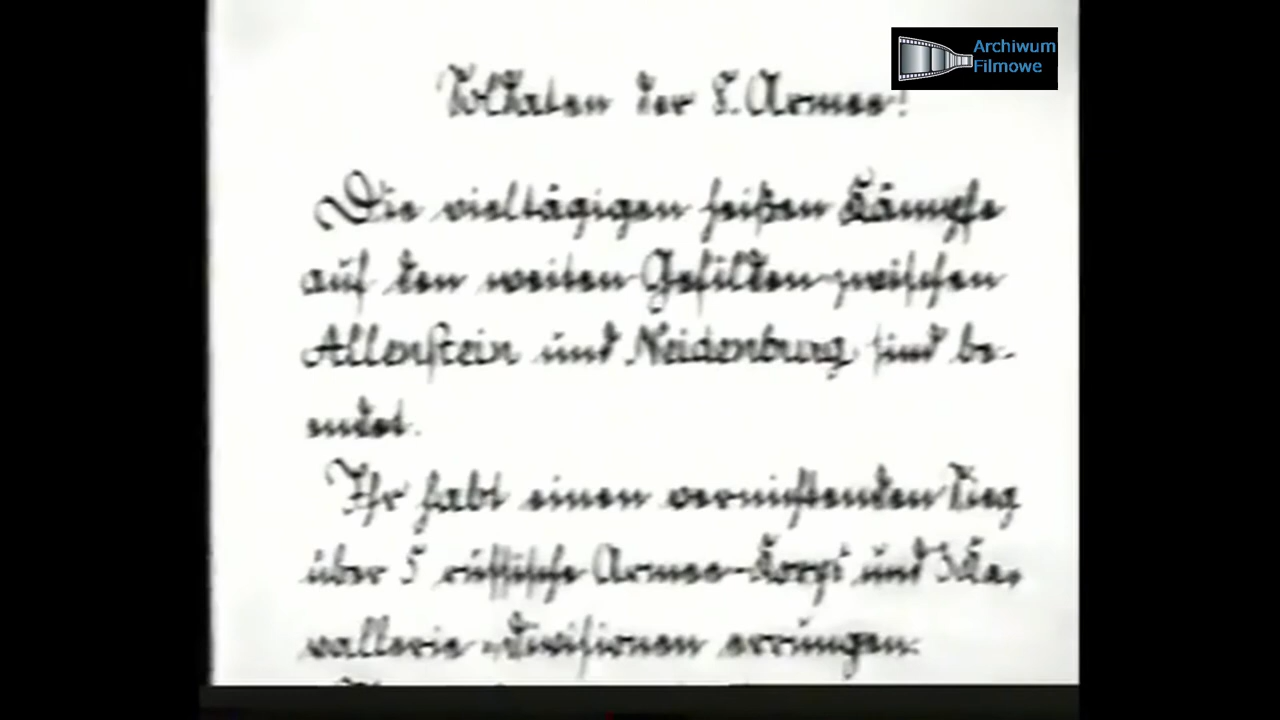 Archiwum
Filmowe
Soldaten der 8. Armee!
Die vieltägigen heißen Kämpfe
auf den weiten Gefilden zwischen
Allenstein und Neidenburg sind be-
endet.
Ihr habt einen vernichtenden Sieg
über 5 russische Armee-Korps und 3 Ka-
vallerie-Divisionen errungen.